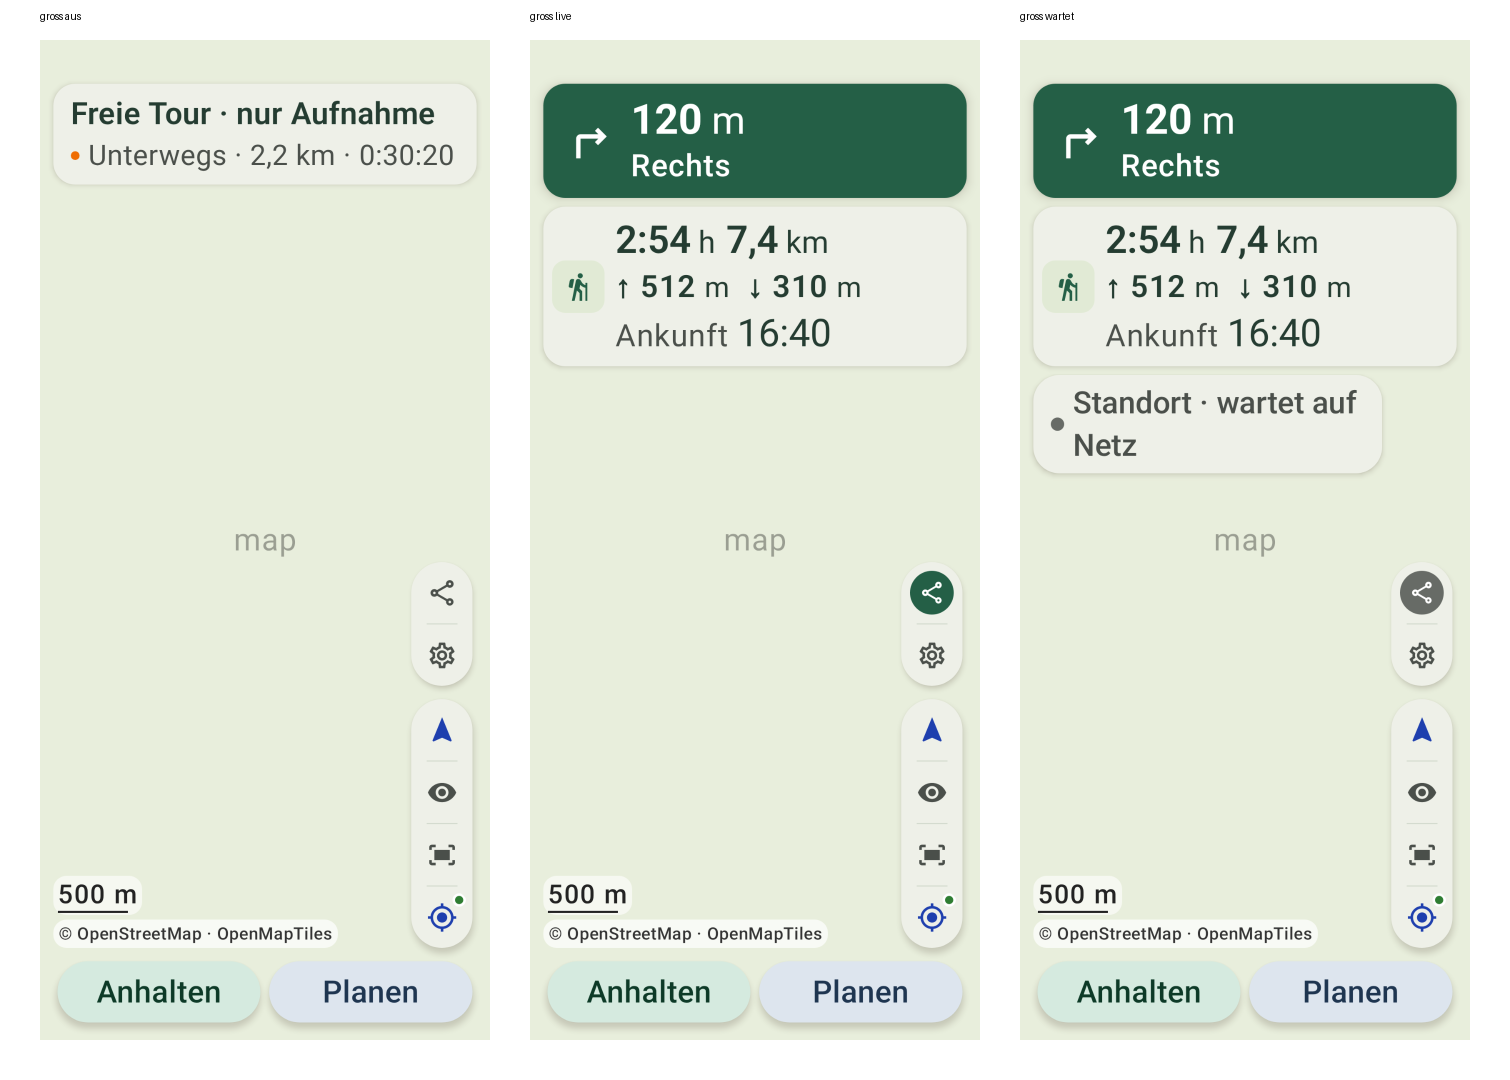 gross aus
Freie Tour · nur Aufnahme
Unterwegs · 2,2 km · 0:30:20
map
500 m
© OpenStreetMap · OpenMapTiles
Anhalten
Planen
gross live
120 m
Rechts
2:54 h 7,4 km
↑ 512 m ↓ 310 m
Ankunft 16:40
map
500 m
© OpenStreetMap · OpenMapTiles
Anhalten
Planen
gross wartet
120 m
Rechts
2:54 h 7,4 km
↑ 512 m ↓ 310 m
Ankunft 16:40
Standort · wartet auf
Netz
map
500 m
© OpenStreetMap · OpenMapTiles
Anhalten
Planen